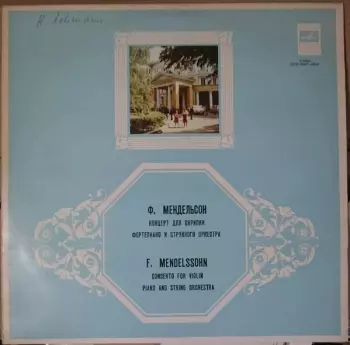 Ф. МЕНДЕЛЬСОН
КОНЦЕРТ ДЛЯ СКРИПКИ,
ФОРТЕПИАНО И СТРУННОГО ОРКЕСТРА
F. MENDELSSOHN
CONCERTO FOR VIOLIN
PIANO AND STRING ORCHESTRA